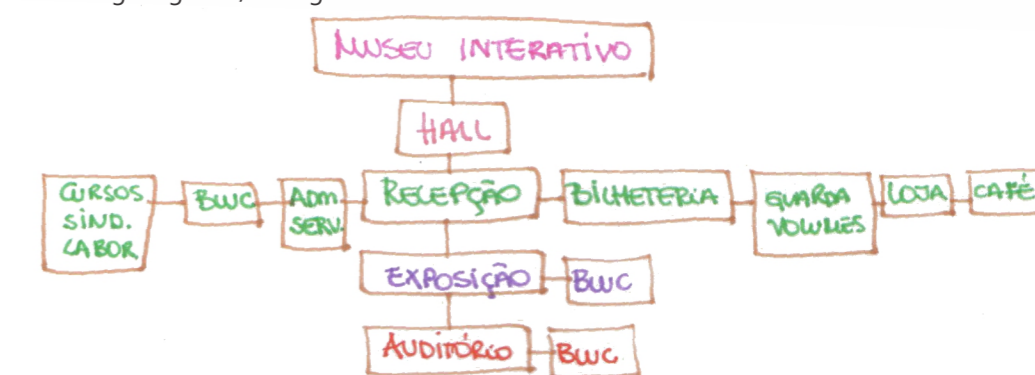 MUSEU INTERATIVO
HALL
CURSOS
SIND.
LABOR
BWC
ADM
SERV.
RECEPÇÃO
BILHETERIA
GUARDA
VOLUMES
LOJA
CAFÉ
EXPOSIÇÃO
BWC
AUDITÓRIO
BWC